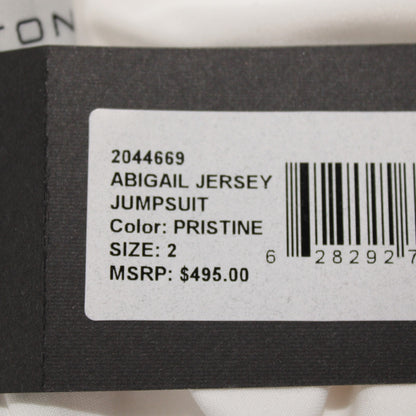 TON
2044669
ABIGAIL JERSEY
JUMPSUIT
Color: PRISTINE
SIZE: 2
MSRP: $495.00
6 28292 7